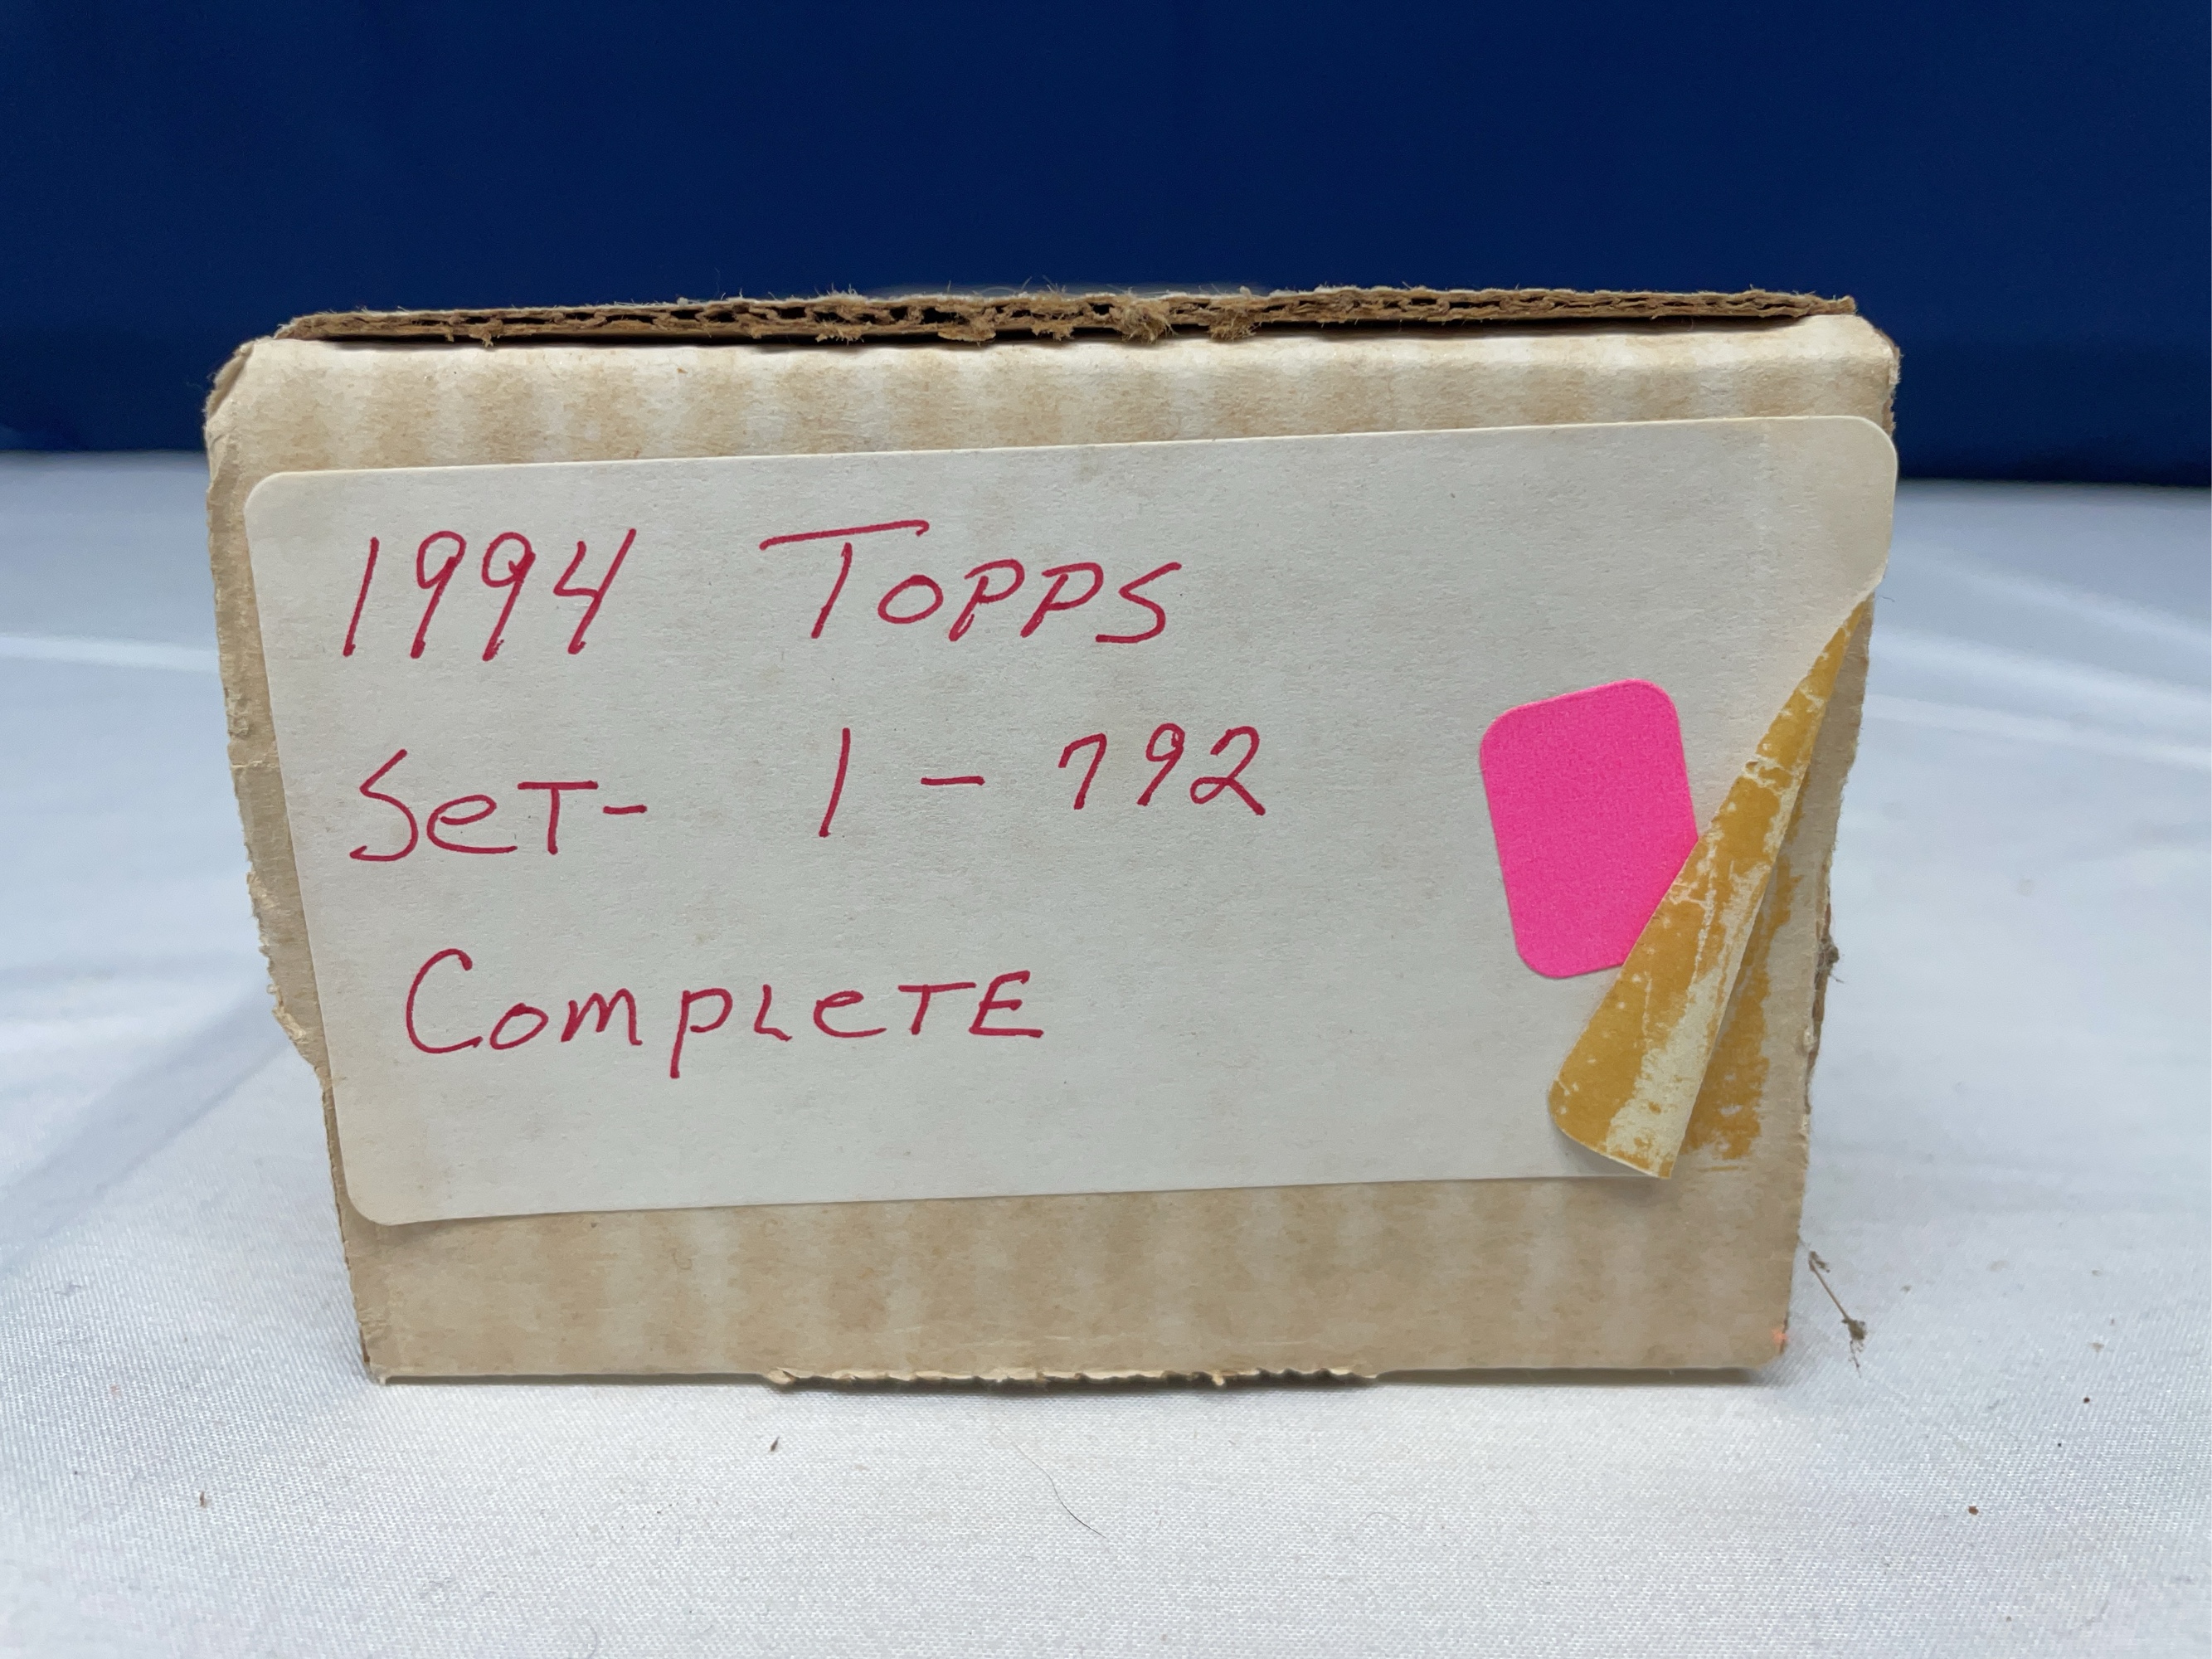 1994 Topps
SeT- 1 - 792
CompLeTE